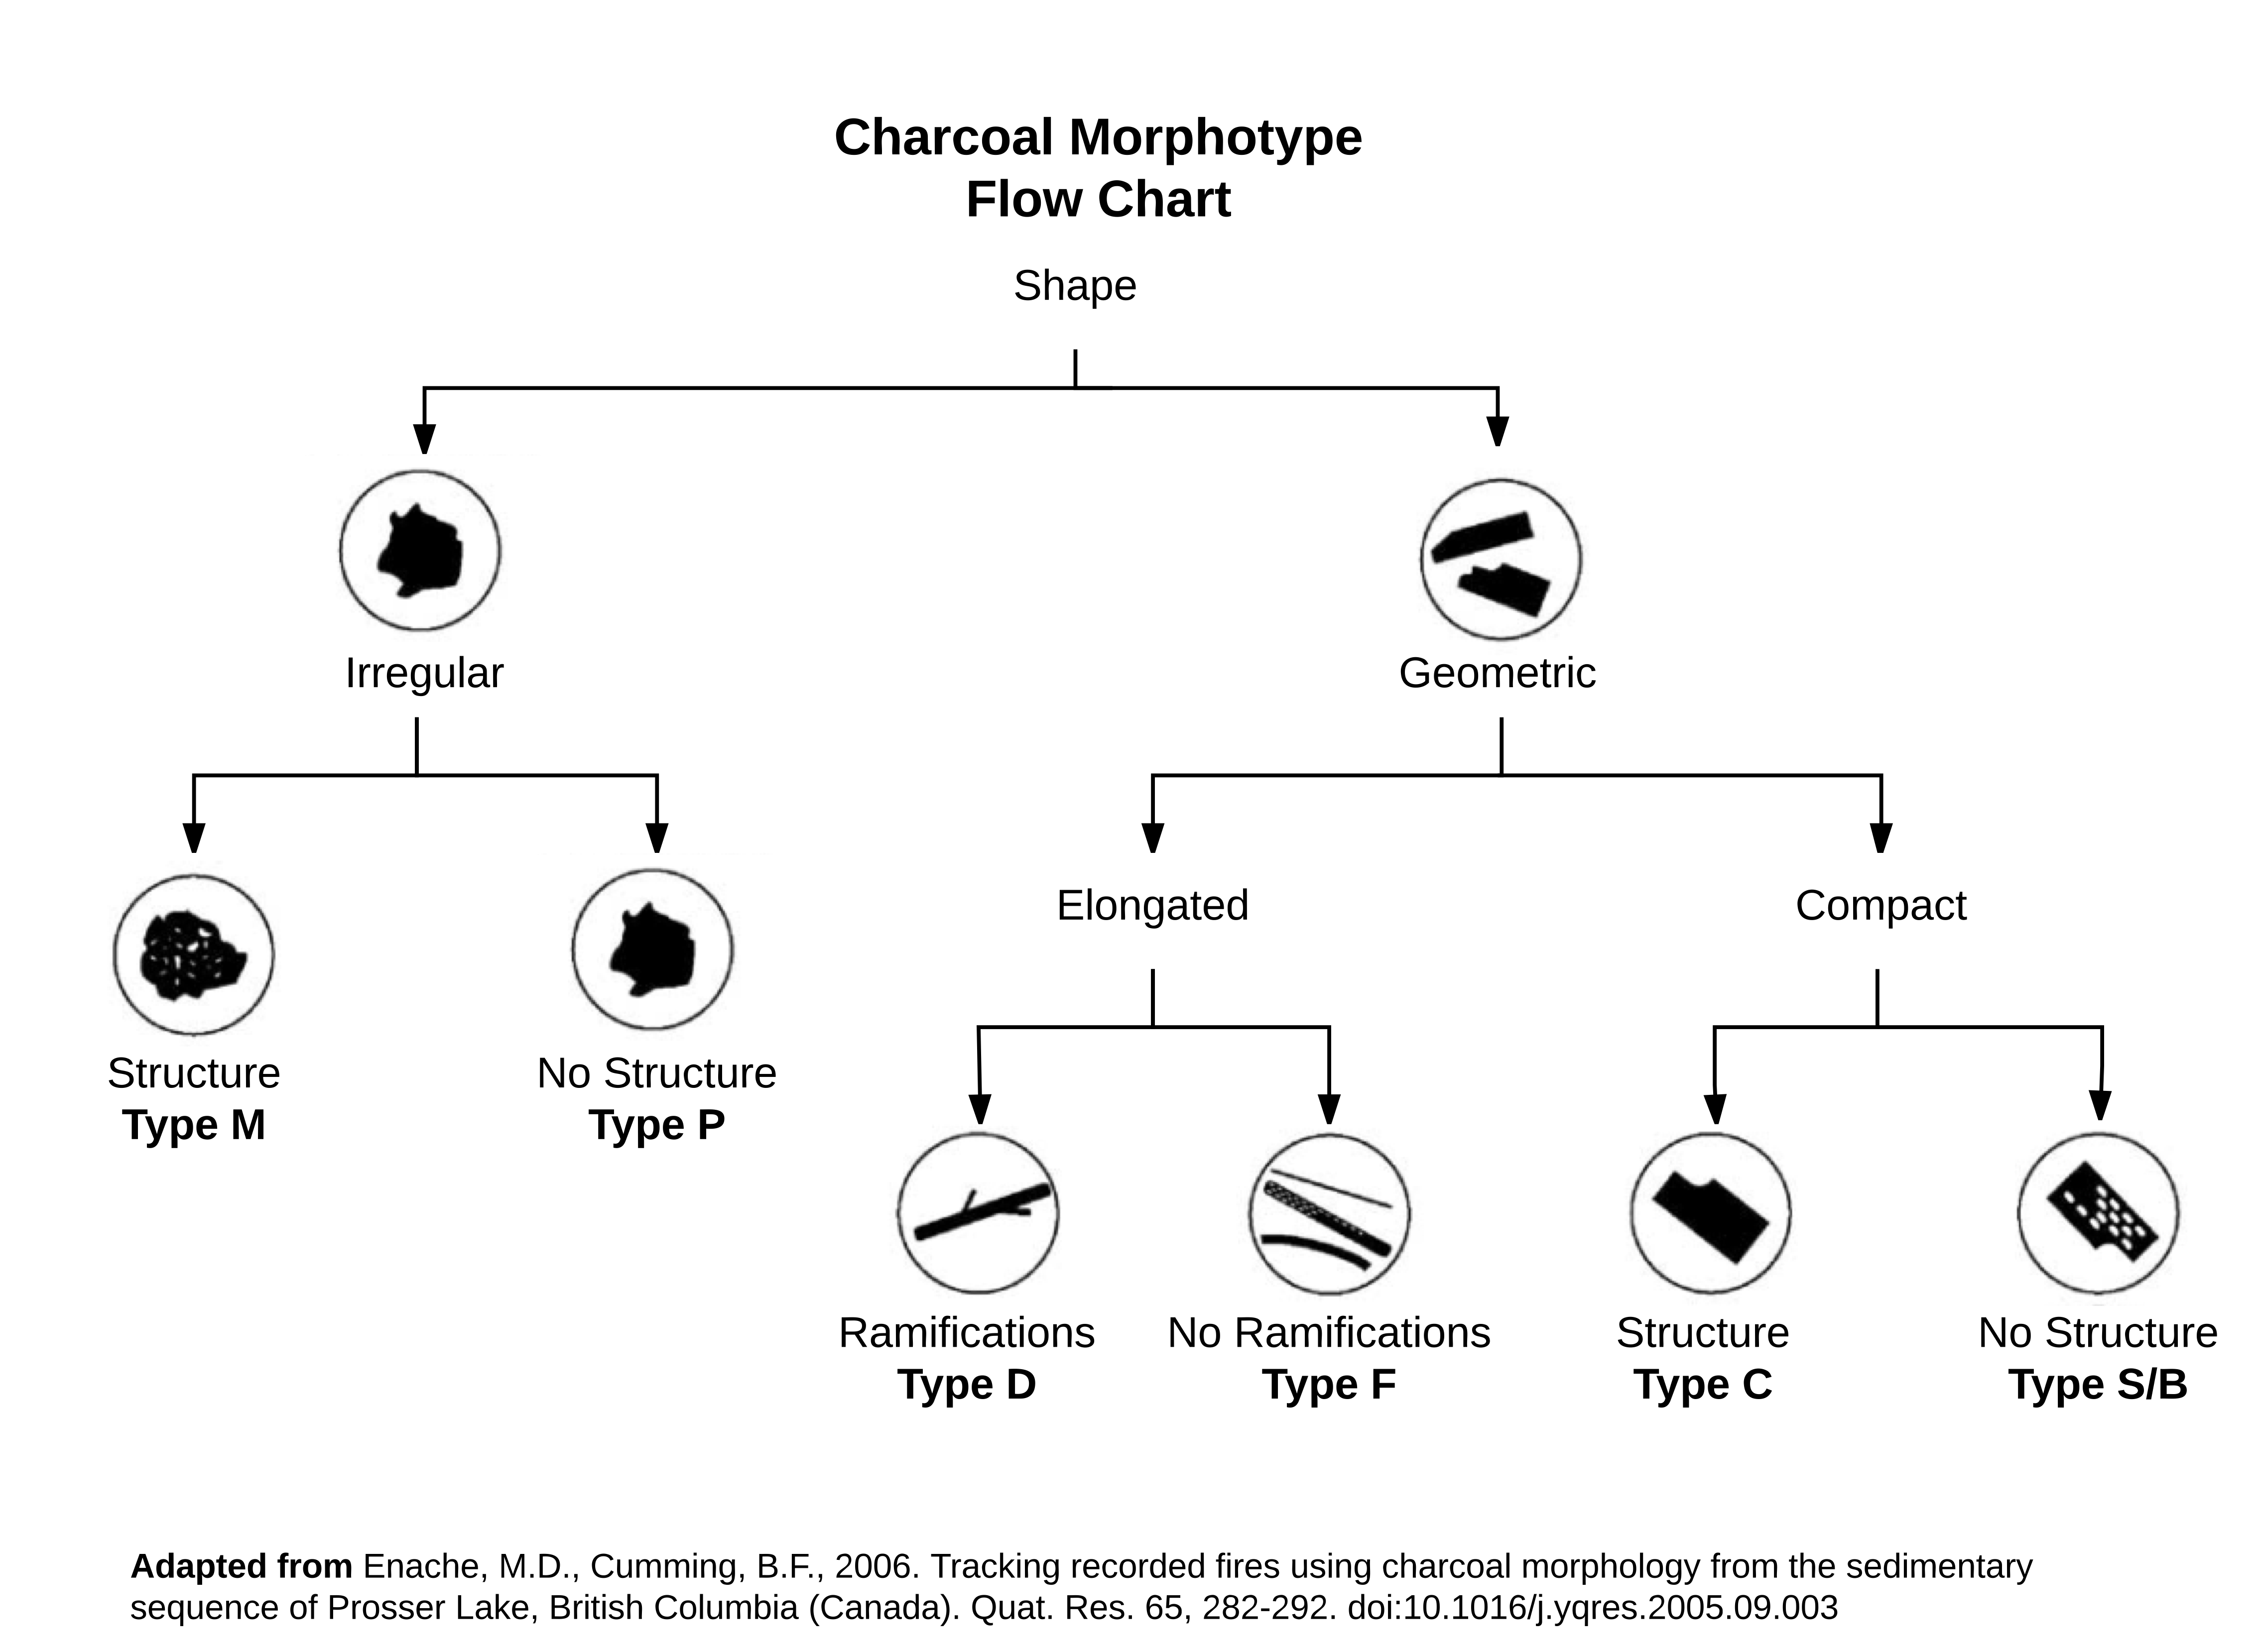 Charcoal Morphotype
Flow Chart
Shape
Irregular
Geometric
Elongated
Compact
Structure
Type M
No Structure
Type P
Ramifications
Type D
No Ramifications
Type F
Structure
Type C
No Structure
Type S/B
Adapted from Enache, M.D., Cumming, B.F., 2006. Tracking recorded fires using charcoal morphology from the sedimentary
sequence of Prosser Lake, British Columbia (Canada). Quat. Res. 65, 282-292. doi:10.1016/j.yqres.2005.09.003